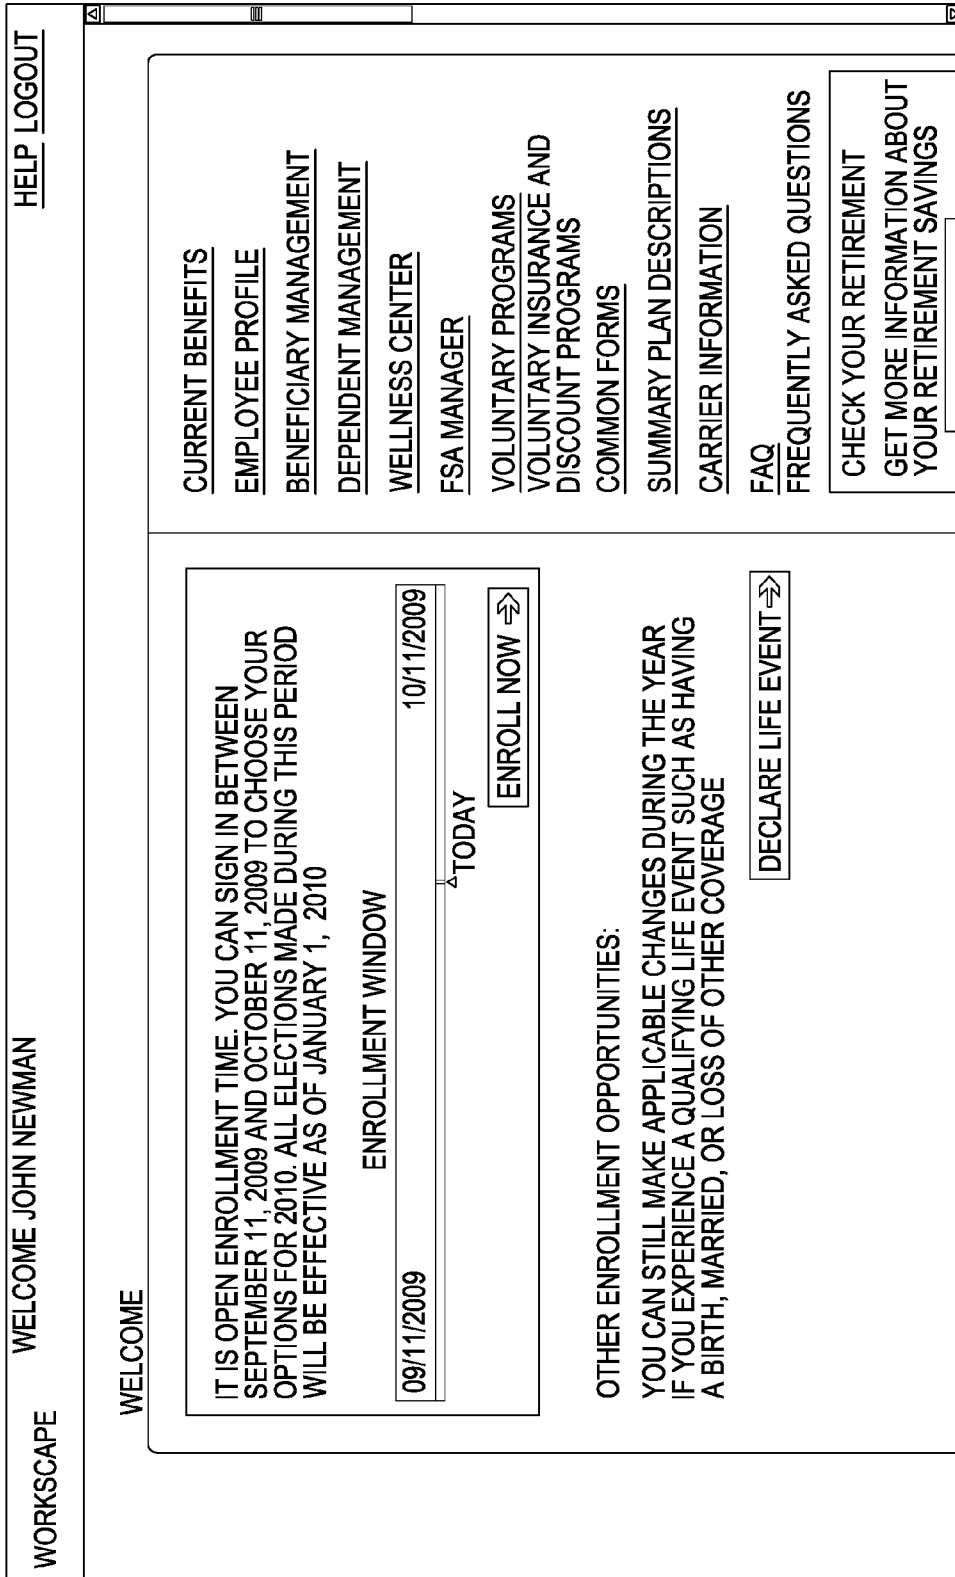 WORKSCAPE
WELCOME JOHN NEWMAN
HELP LOGOUT
WELCOME
IT IS OPEN ENROLLMENT TIME. YOU CAN SIGN IN BETWEEN
SEPTEMBER 11, 2009 AND OCTOBER 11, 2009 TO CHOOSE YOUR
OPTIONS FOR 2010. ALL ELECTIONS MADE DURING THIS PERIOD
WILL BE EFFECTIVE AS OF JANUARY 1, 2010
ENROLLMENT WINDOW
09/11/2009
10/11/2009
TODAY
ENROLL NOW
OTHER ENROLLMENT OPPORTUNITIES:
YOU CAN STILL MAKE APPLICABLE CHANGES DURING THE YEAR
IF YOU EXPERIENCE A QUALIFYING LIFE EVENT SUCH AS HAVING
A BIRTH, MARRIED, OR LOSS OF OTHER COVERAGE
DECLARE LIFE EVENT
CURRENT BENEFITS
EMPLOYEE PROFILE
BENEFICIARY MANAGEMENT
DEPENDENT MANAGEMENT
WELLNESS CENTER
FSA MANAGER
VOLUNTARY PROGRAMS
VOLUNTARY INSURANCE AND
DISCOUNT PROGRAMS
COMMON FORMS
SUMMARY PLAN DESCRIPTIONS
CARRIER INFORMATION
FAQ
FREQUENTLY ASKED QUESTIONS
CHECK YOUR RETIREMENT
GET MORE INFORMATION ABOUT
YOUR RETIREMENT SAVINGS